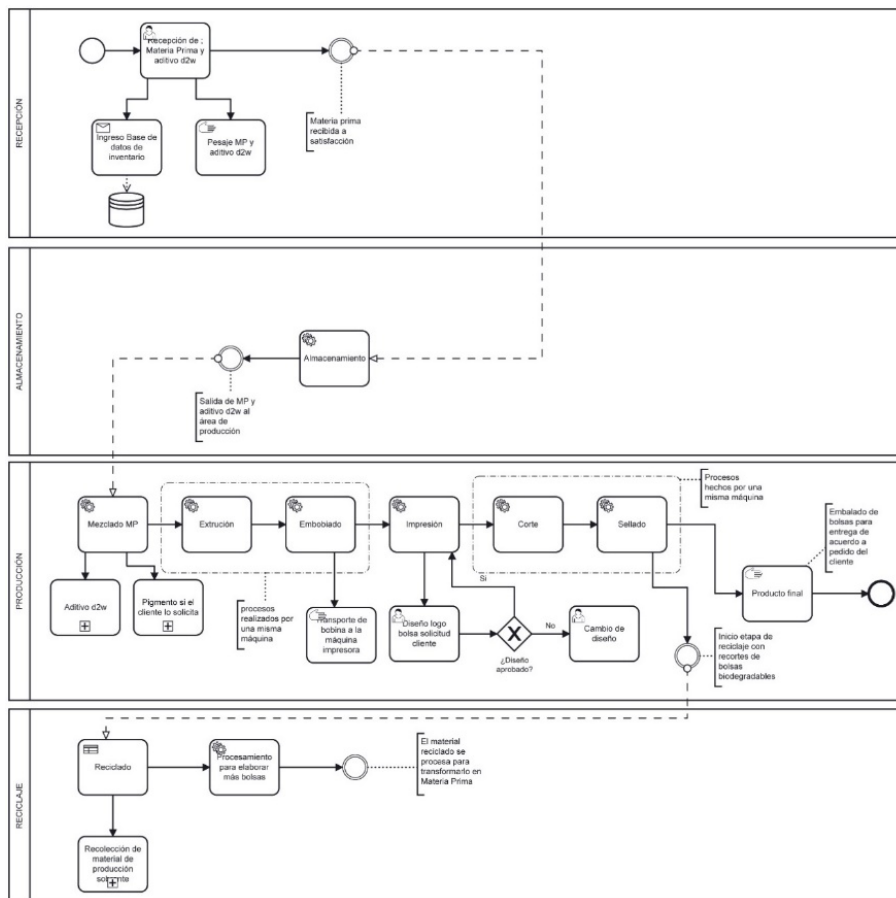 RECEPCIÓN
Recepción de ;
Materia Prima y
aditivo d2w
Ingreso Base de
datos de
inventario
Pesaje MP y
aditivo d2w
Materia prima
recibida a
satisfacción
ALMACENAMIENTO
Almacenamiento
Salida de MP y
aditivo d2w al
área de
producción
PRODUCCIÓN
Mezclado MP
Extrución
Embobiado
Impresión
Corte
Sellado
Procesos
hechos por una
misma máquina
Embalado de
bolsas para
entrega de
acuerdo a
pedido del
cliente
Producto final
Aditivo d2w
Pigmento si el
cliente lo solicita
procesos
realizados por
una misma
máquina
Transporte de
bobina a la
máquina
impresora
Diseño logo
bolsa solicitud
cliente
Si
¿Diseño
aprobado?
No
Cambio de
diseño
Inicio etapa de
reciclaje con
recortes de
bolsas
biodegradables
RECICLAJE
Reciclado
Procesamiento
para elaborar
más bolsas
El material
reciclado se
procesa para
transformarlo en
Materia Prima
Recolección de
material de
producción